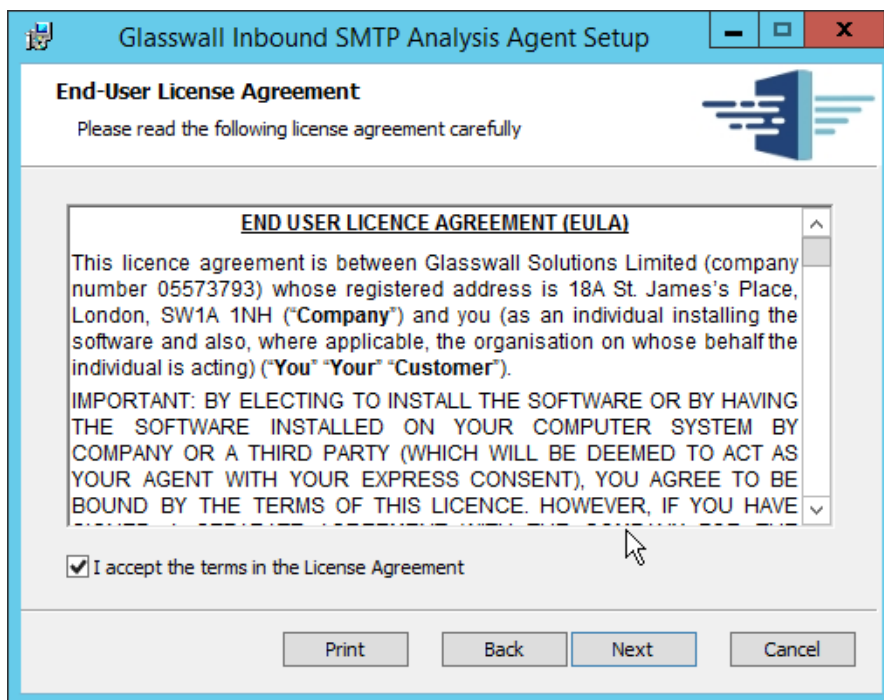 Glasswall Inbound SMTP Analysis Agent Setup
End-User License Agreement
Please read the following license agreement carefully
END USER LICENCE AGREEMENT (EULA)
This licence agreement is between Glasswall Solutions Limited (company
number 05573793) whose registered address is 18A St. James’s Place,
London, SW1A 1NH (“Company”) and you (as an individual installing the
software and also, where applicable, the organisation on whose behalf the
individual is acting) (“You” “Your” “Customer”).
IMPORTANT: BY ELECTING TO INSTALL THE SOFTWARE OR BY HAVING
THE SOFTWARE INSTALLED ON YOUR COMPUTER SYSTEM BY
COMPANY OR A THIRD PARTY (WHICH WILL BE DEEMED TO ACT AS
YOUR AGENT WITH YOUR EXPRESS CONSENT), YOU AGREE TO BE
BOUND BY THE TERMS OF THIS LICENCE. HOWEVER, IF YOU HAVE
I accept the terms in the License Agreement
Print
Back
Next
Cancel